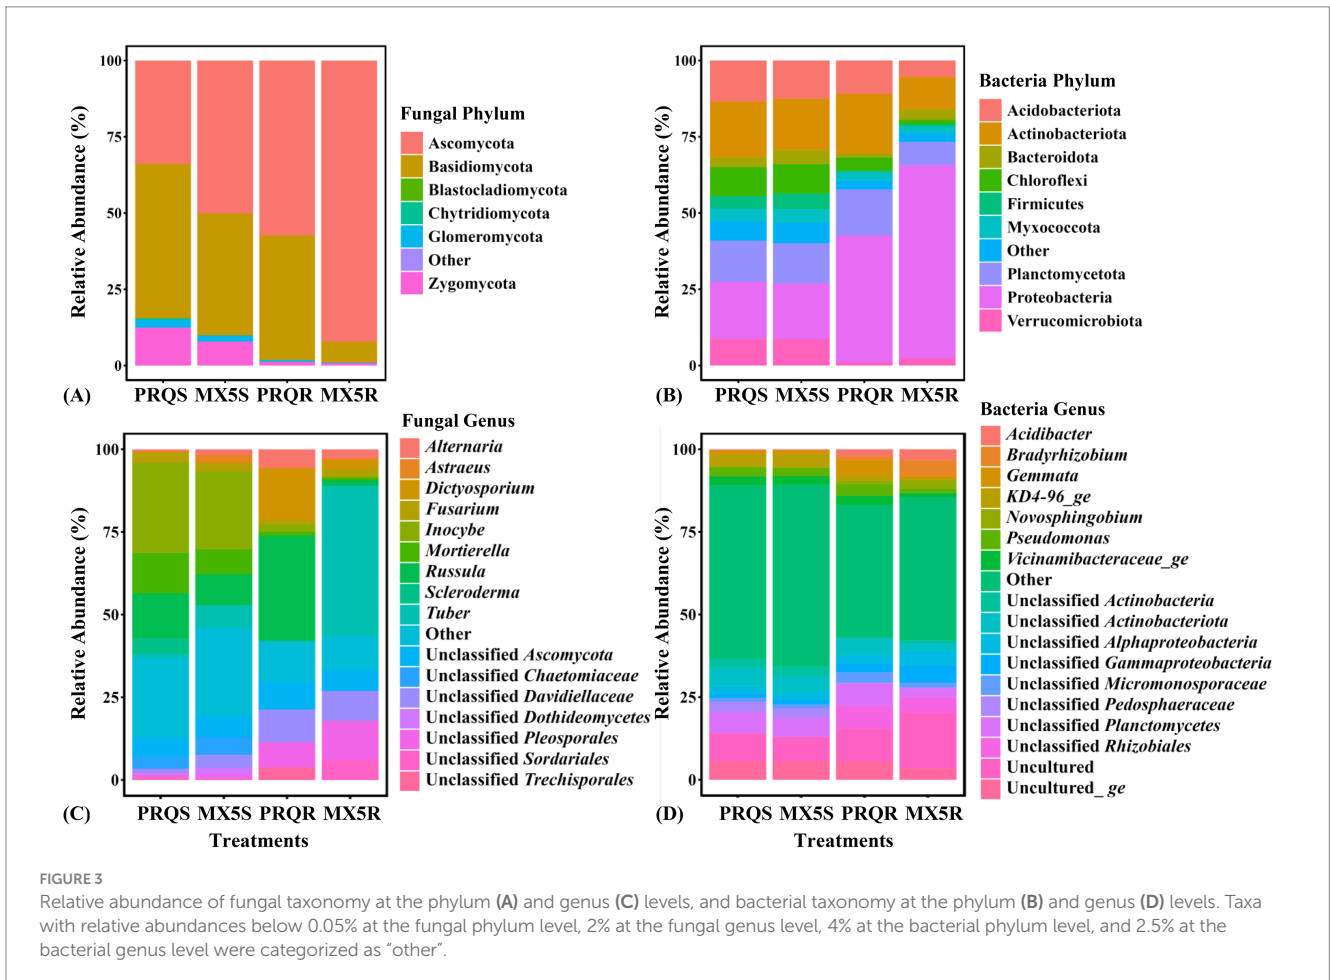 100
75
50
25
0
Relative Abundance (%)
(A)
PRQS MX5S PRQR MX5R
Fungal Phylum
Ascomycota
Basidiomycota
Blastocladiomycota
Chytridiomycota
Glomeromycota
Other
Zygomycota
100
75
50
25
0
Relative Abundance (%)
(B)
PRQS MX5S PRQR MX5R
Bacteria Phylum
Acidobacteriota
Actinobacteriota
Bacteroidota
Chloroflexi
Firmicutes
Myxococcota
Other
Planctomycetota
Proteobacteria
Verrucomicrobiota
100
75
50
25
0
Relative Abundance (%)
(C)
PRQS MX5S PRQR MX5R
Treatments
Fungal Genus
Alternaria
Astraeus
Dictyosporium
Fusarium
Inocybe
Mortierella
Russula
Scleroderma
Tuber
Other
Unclassified Ascomycota
Unclassified Chaetomiaceae
Unclassified Davidiellaceae
Unclassified Dothideomycetes
Unclassified Pleosporales
Unclassified Sordariales
Unclassified Trechisporales
100
75
50
25
0
Relative Abundance (%)
(D)
PRQS MX5S PRQR MX5R
Treatments
Bacteria Genus
Acidibacter
Bradyrhizobium
Gemmata
KD4-96_ge
Novosphingobium
Pseudomonas
Vicinamibacteraceae_ge
Other
Unclassified Actinobacteria
Unclassified Actinobacteriota
Unclassified Alphaproteobacteria
Unclassified Gammaproteobacteria
Unclassified Micromonosporaceae
Unclassified Pedosphaeraceae
Unclassified Planctomycetes
Unclassified Rhizobiales
Uncultured
Uncultured_ ge
FIGURE 3
Relative abundance of fungal taxonomy at the phylum (A) and genus (C) levels, and bacterial taxonomy at the phylum (B) and genus (D) levels. Taxa
with relative abundances below 0.05% at the fungal phylum level, 2% at the fungal genus level, 4% at the bacterial phylum level, and 2.5% at the
bacterial genus level were categorized as “other”.